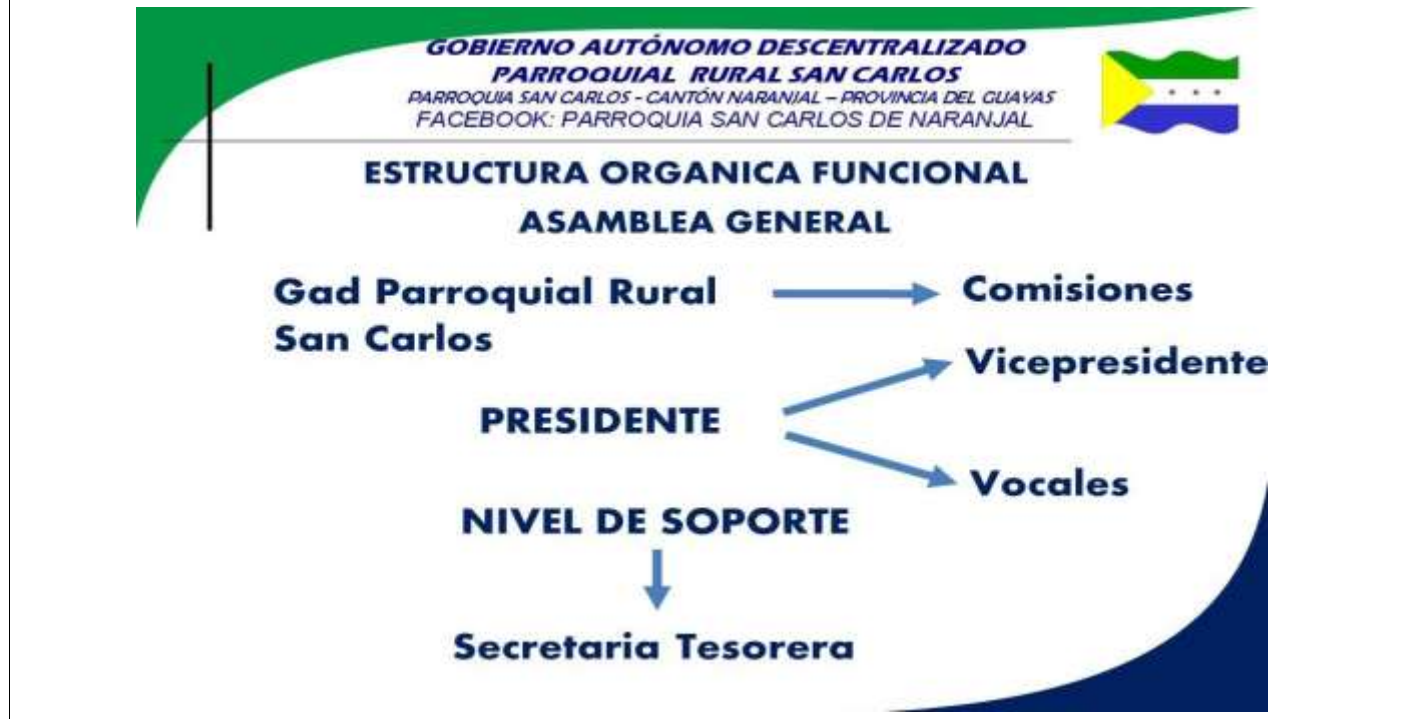 GOBIERNO AUTÓNOMO DESCENTRALIZADO
PARROQUIAL RURAL SAN CARLOS
PARROQUIA SAN CARLOS - CANTÓN NARANJAL – PROVINCIA DEL GUAYAS
FACEBOOK: PARROQUIA SAN CARLOS DE NARANJAL
ESTRUCTURA ORGANICA FUNCIONAL
ASAMBLEA GENERAL
Gad Parroquial Rural
San Carlos
Comisiones
Vicepresidente
PRESIDENTE
Vocales
NIVEL DE SOPORTE
Secretaria Tesorera